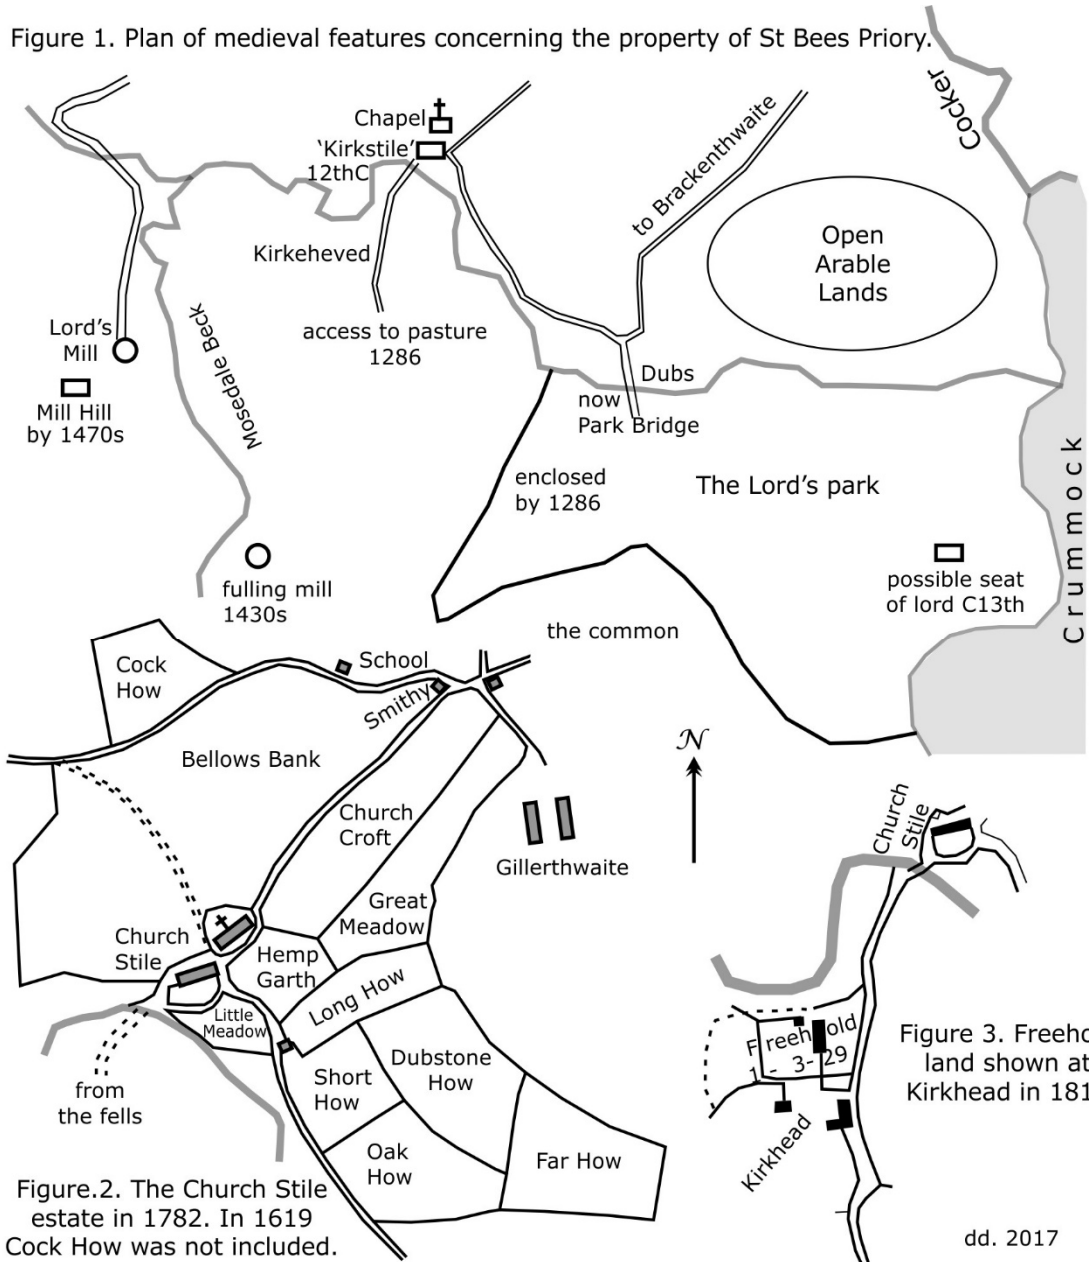 Figure 1. Plan of medieval features concerning the property of St Bees Priory.
Cocker
Chapel
'Kirkstile'
12thC
to Brackenthwaite
Kirkeheved
Open
Arable
Lands
access to pasture
1286
Lord's
Mill
Mosedale Beck
Mill Hill
by 1470s
Dubs
now
Park Bridge
enclosed
by 1286
The Lord's park
Crummock
possible seat
of lord C13th
fulling mill
1430s
the common
Cock
How
School
Smithy
Bellows Bank
N
Church
Croft
Gillerthwaite
Great
Meadow
Church
Stile
Hemp
Garth
Long How
Little
Meadow
from
the fells
Short
How
Dubstone
How
Oak
How
Far How
Figure.2. The Church Stile
estate in 1782. In 1619
Cock How was not included.
Church
Stile
Freehold
1 - 3- 29
Kirkhead
Figure 3. Freeho
land shown at
Kirkhead in 181
dd. 2017